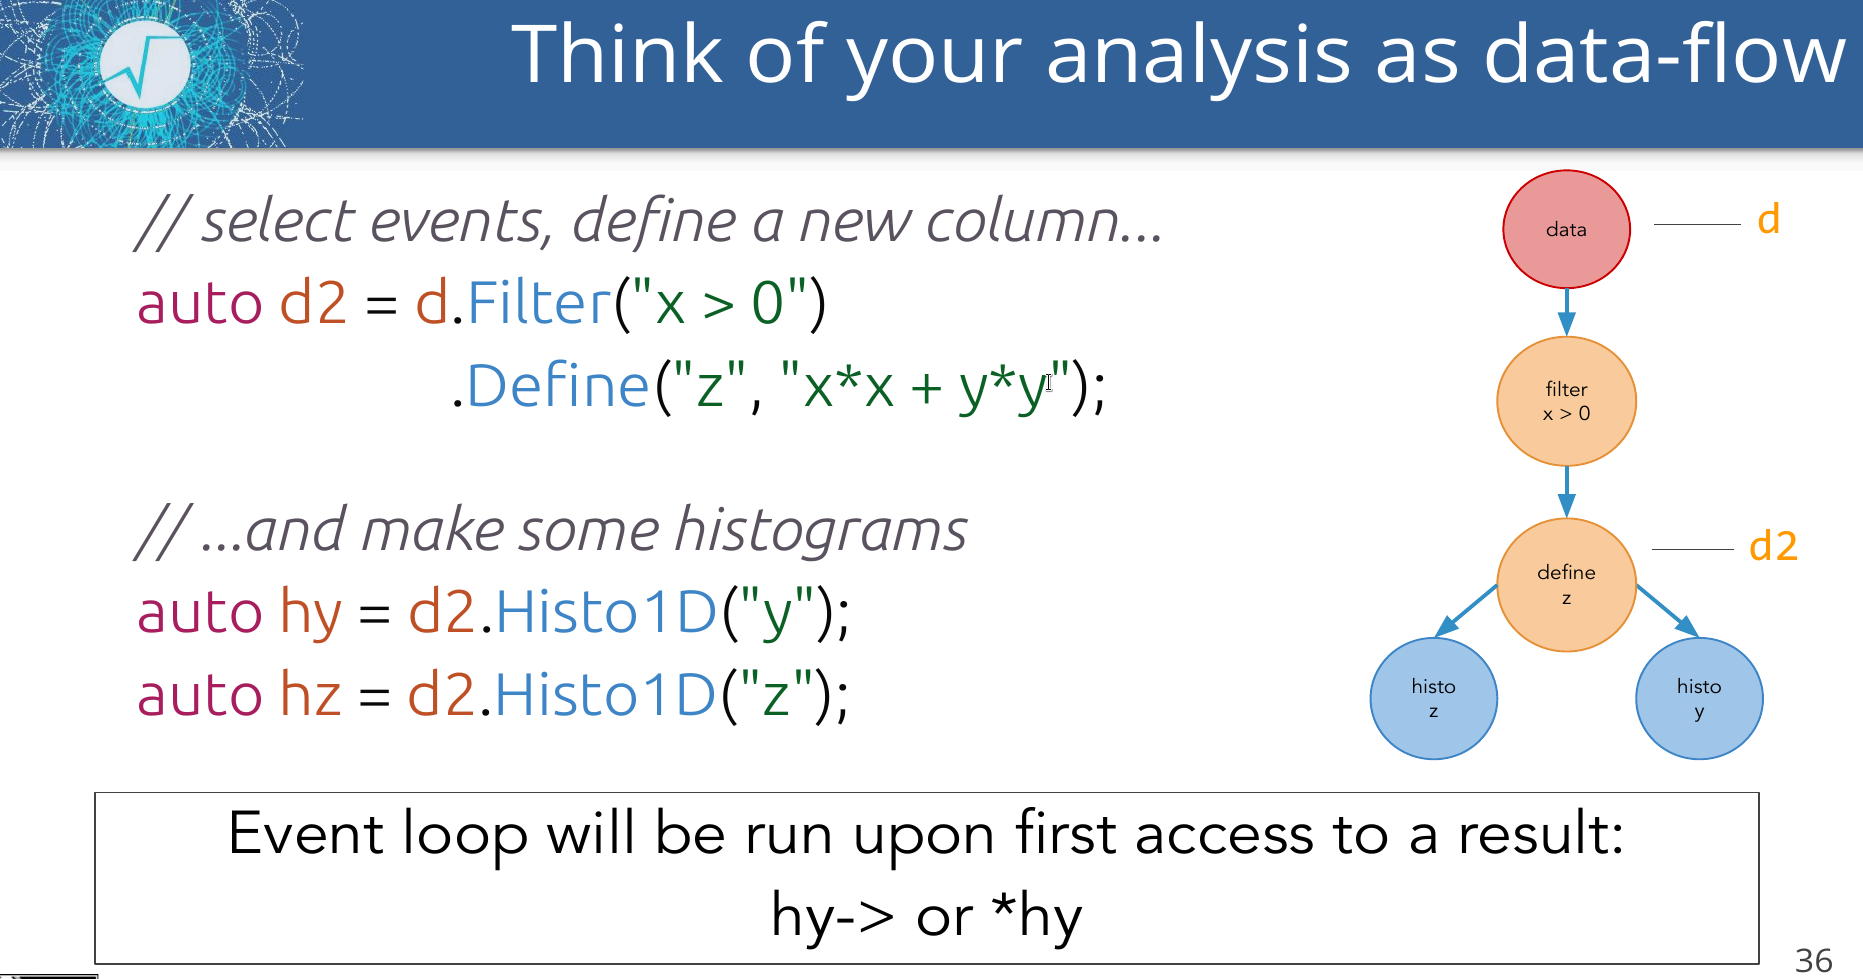 Think of your analysis as data-flow
// select events, define a new column...
auto d2 = d.Filter("x > 0")
.Define("z", "x*x + y*y");
// ...and make some histograms
auto hy = d2.Histo1D("y");
auto hz = d2.Histo1D("z");
data
d
filter
x > 0
define
z
d2
histo
z
histo
y
Event loop will be run upon first access to a result:
hy-> or *hy
36